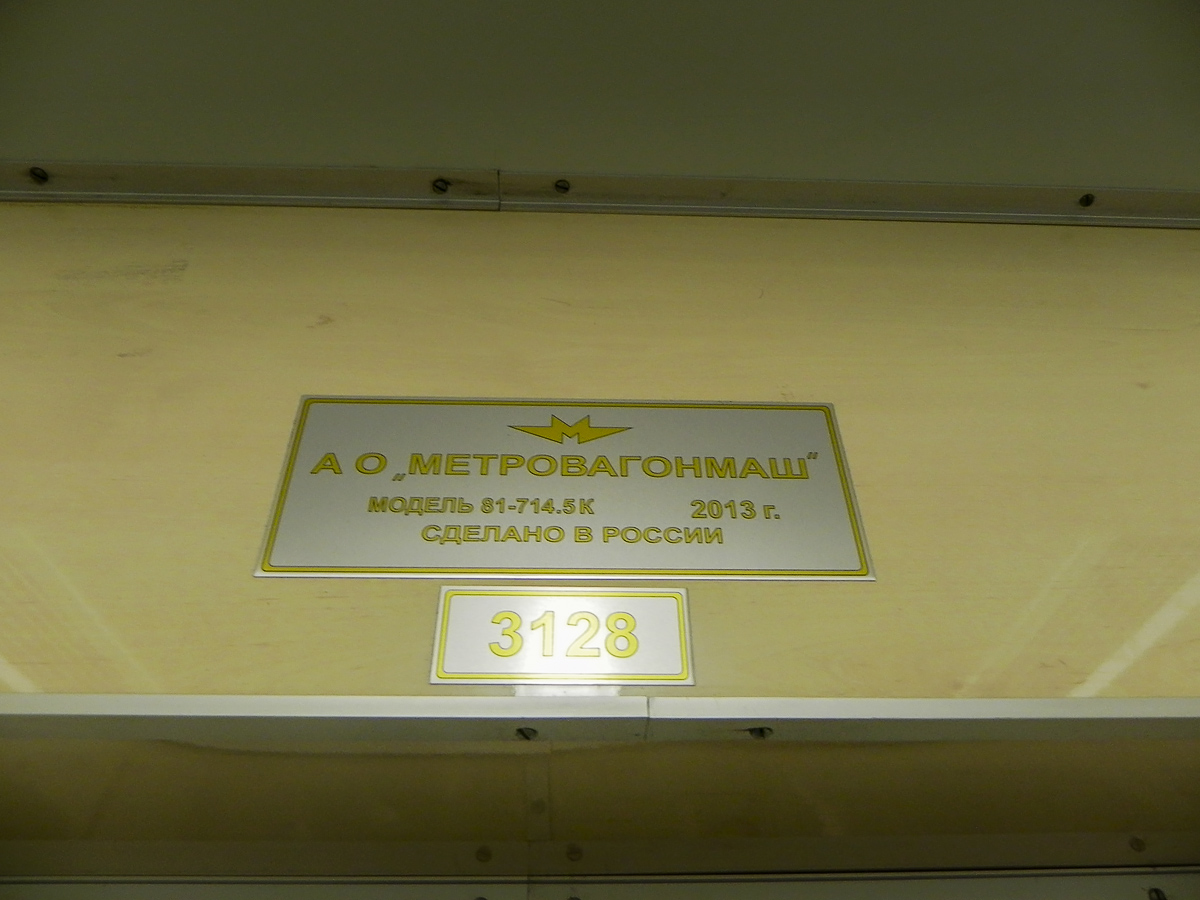 М
А О „МЕТРОВАГОНМАШ“
МОДЕЛЬ 81-714.5К 2013 г.
СДЕЛАНО В РОССИИ
3128